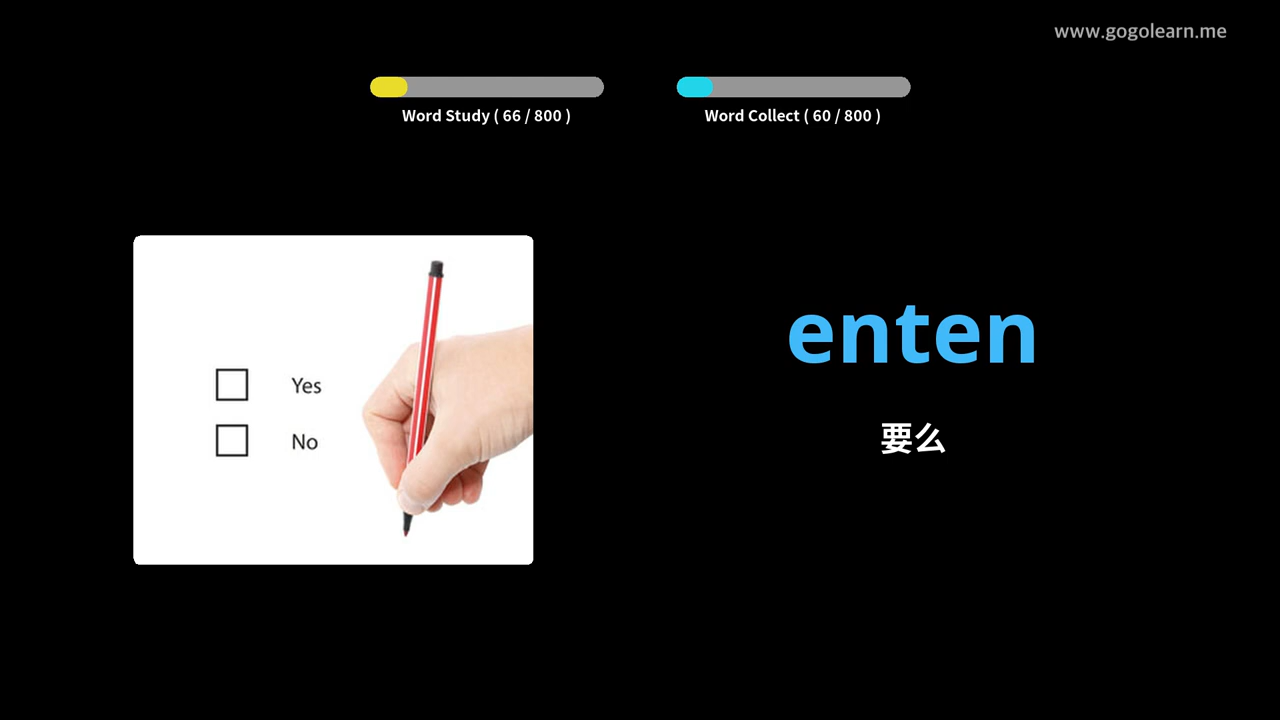 www.gogolearn.me
Word Study ( 66 / 800 )
Word Collect ( 60 / 800 )
Yes
No
enten
要么